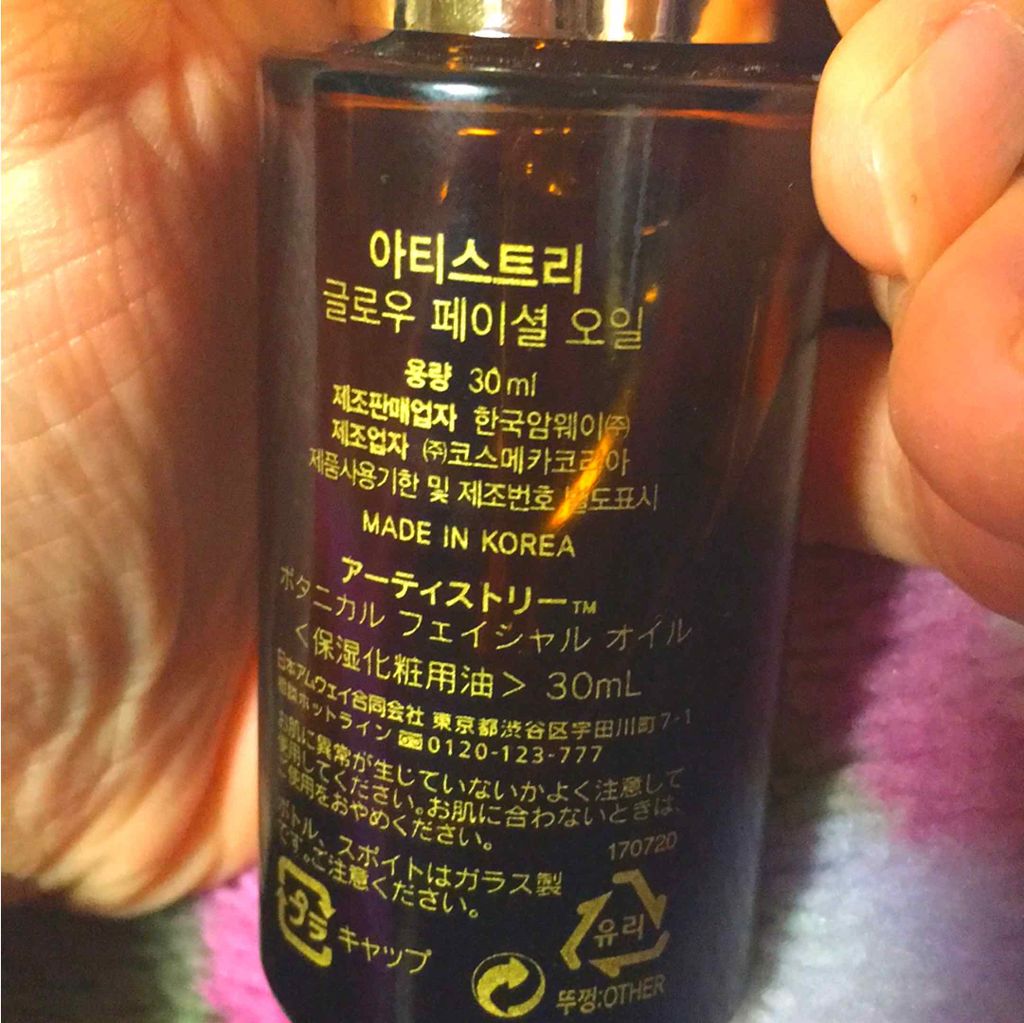 아티스트리
글로우 페이셜 오일
용량 30ml
제조판매업자 한국암웨이㈜
제조업자 ㈜코스메카코리아
제품사용기한 및 제조번호 별도표시
MADE IN KOREA
アーティストリー™
ボタニカル フェイシャル オイル
<保湿化粧用油> 30mL
日本アムウェイ合同会社 東京都渋谷区宇田川町7-1
相談ホットライン 0120-123-777
お肌に異常が生じていないかよく注意して
使用してください。お肌に合わないときは、
ご使用をおやめください。
ボトル、スポイトはガラス製
です。ご注意ください。
170720
プラ キャップ
유리
뚜껑:OTHER